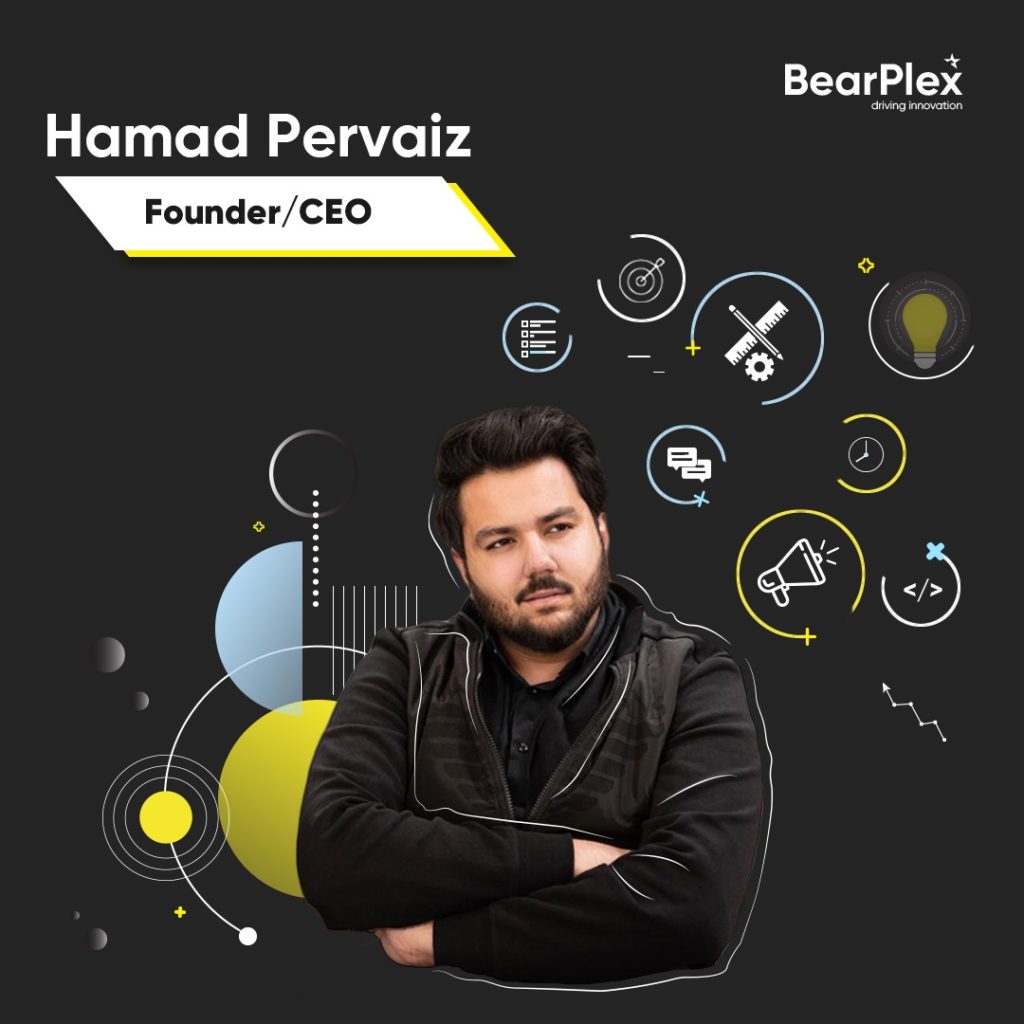 BearPlex
driving innovation
Hamad Pervaiz
Founder/CEO
</>